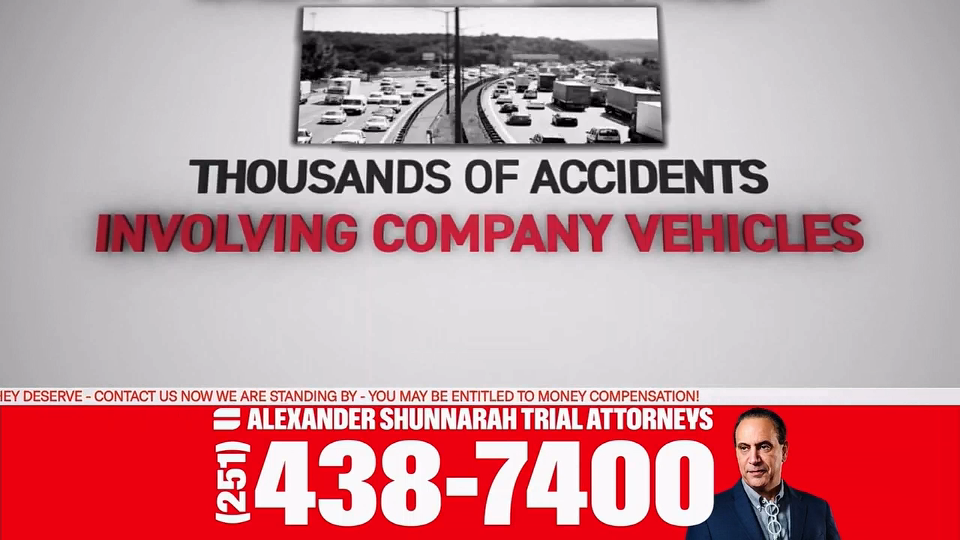 THOUSANDS OF ACCIDENTS
INVOLVING COMPANY VEHICLES
DESERVE - CONTACT US NOW WE ARE STANDING BY - YOU MAY BE ENTITLED TO MONEY COMPENSATION!
ALEXANDER SHUNNARAH TRIAL ATTORNEYS
(251) 438-7400